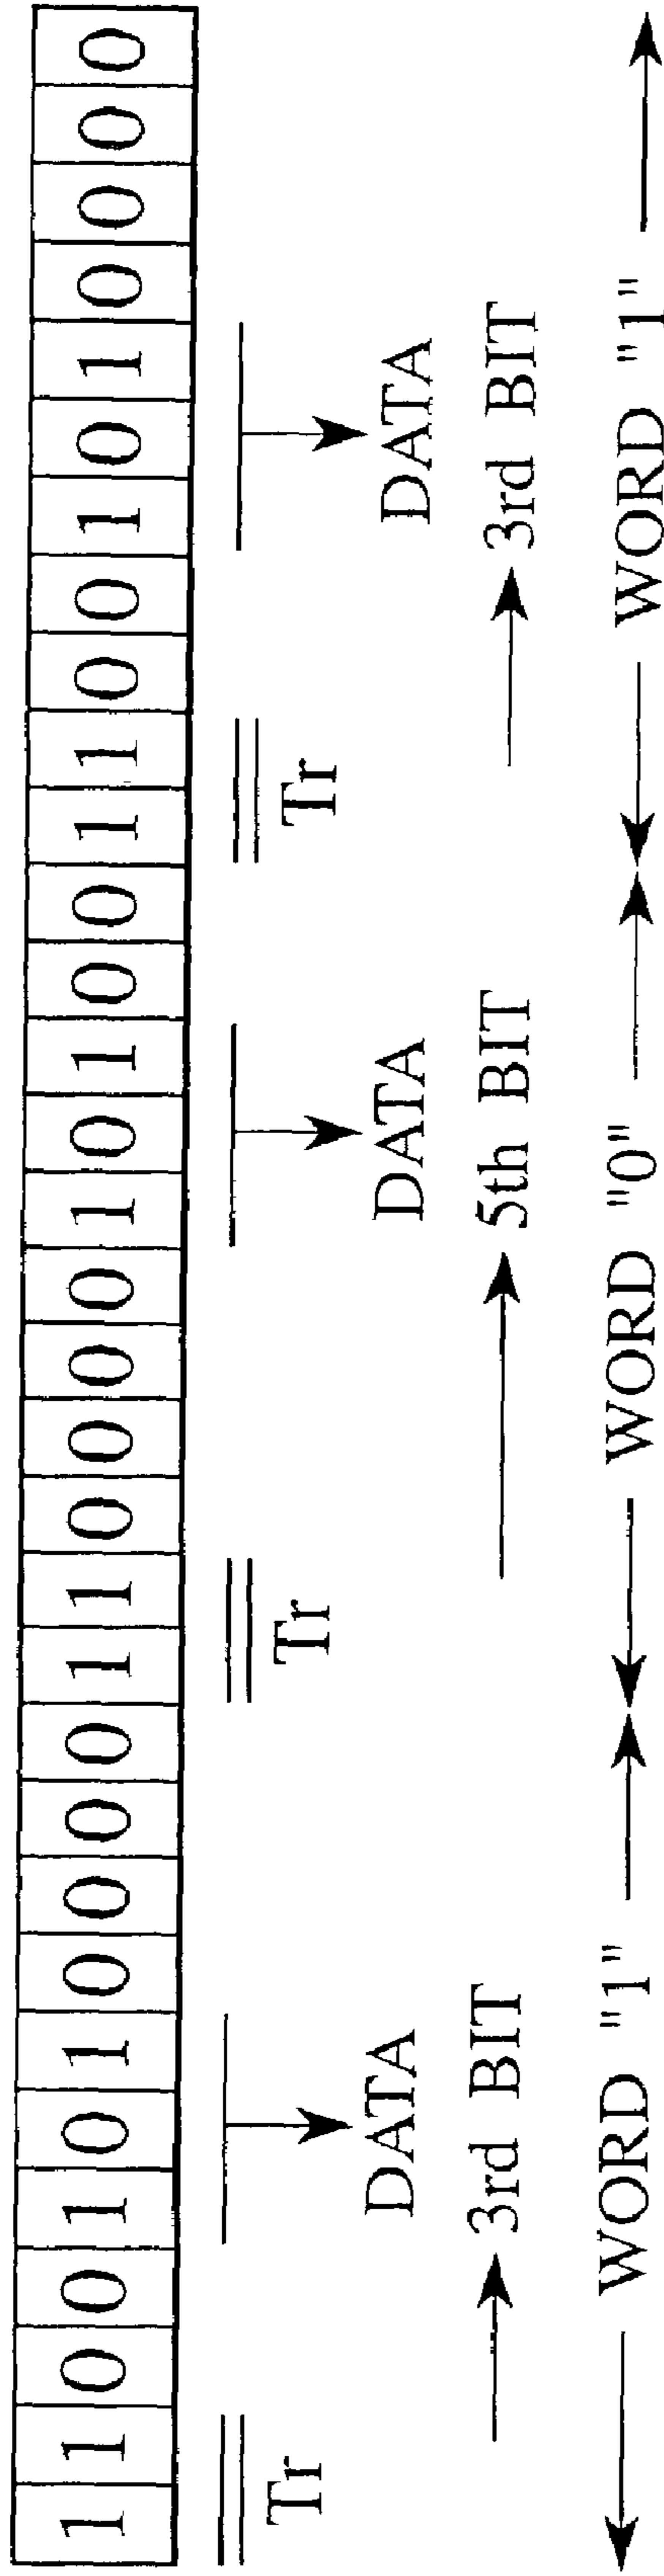 1 1 0 0 1 0 1 0 0 0 0 1 1 0 0 0 0 1 0 1 0 0 1 1 0 0 1 0 1 0 0 0 0
Tr Tr Tr
DATA DATA DATA
3rd BIT 5th BIT 3rd BIT
WORD "1" WORD "0" WORD "1"